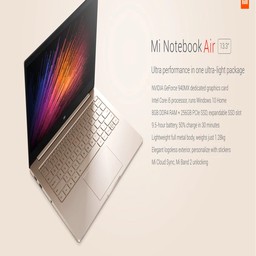 Mi Notebook Air 13.3"
Ultra performance in one ultra-light package
NVIDIA GeForce 940MX dedicated graphics card
Intel Core i5 processor, runs Windows 10 Home
8GB DDR4 RAM + 256GB PCIe SSD, expandable SSD slot
9.5-hour battery, 50% charge in 30 minutes
Lightweight full metal body, weighs just 1.28kg
Elegant logoless exterior, personalize with stickers
Mi Cloud Sync, Mi Band 2 unlocking